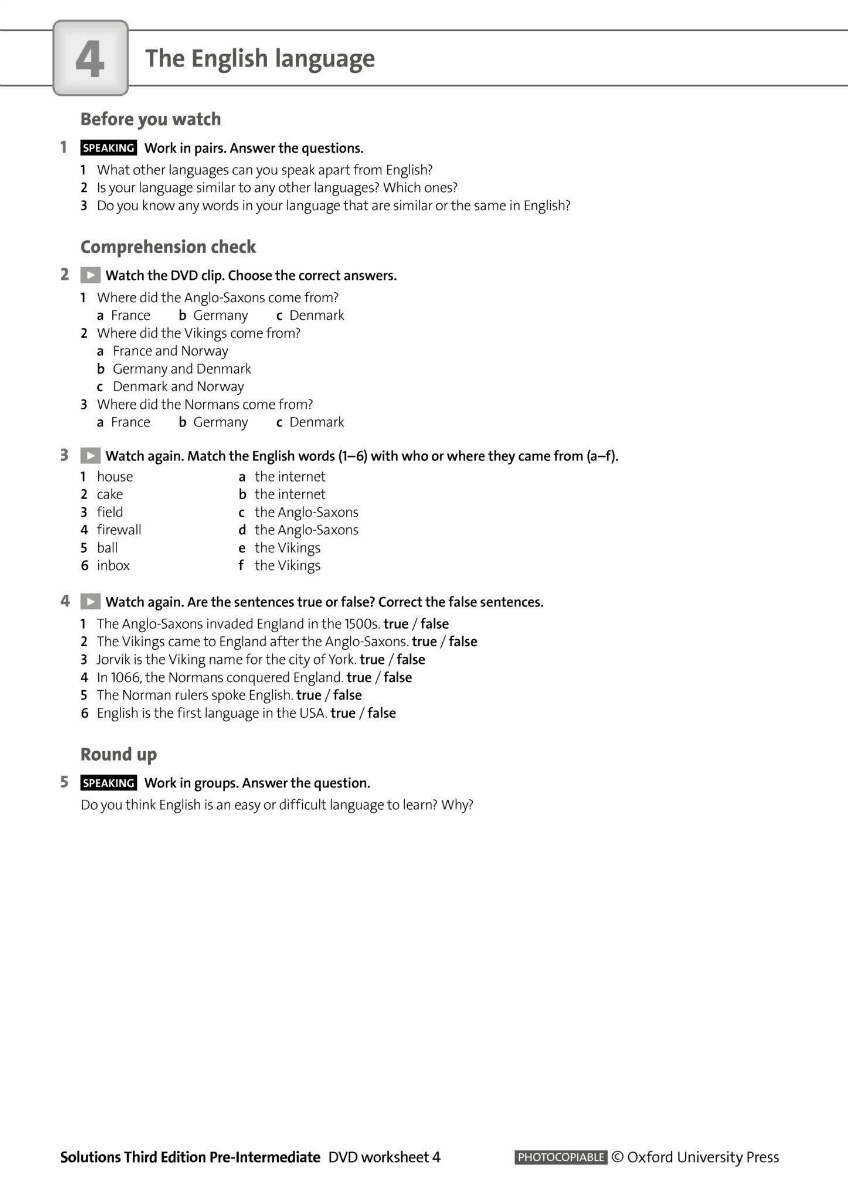 4 The English language
Before you watch
1 SPEAKING Work in pairs. Answer the questions.
1 What other languages can you speak apart from English?
2 Is your language similar to any other languages? Which ones?
3 Do you know any words in your language that are similar or the same in English?
Comprehension check
2 Watch the DVD clip. Choose the correct answers.
1 Where did the Anglo-Saxons come from?
a France b Germany c Denmark
2 Where did the Vikings come from?
a France and Norway
b Germany and Denmark
c Denmark and Norway
3 Where did the Normans come from?
a France b Germany c Denmark
3 Watch again. Match the English words (1–6) with who or where they came from (a–f).
1 house a the internet
2 cake b the internet
3 field c the Anglo-Saxons
4 firewall d the Anglo-Saxons
5 ball e the Vikings
6 inbox f the Vikings
4 Watch again. Are the sentences true or false? Correct the false sentences.
1 The Anglo-Saxons invaded England in the 1500s. true / false
2 The Vikings came to England after the Anglo-Saxons. true / false
3 Jorvik is the Viking name for the city of York. true / false
4 In 1066, the Normans conquered England. true / false
5 The Norman rulers spoke English. true / false
6 English is the first language in the USA. true / false
Round up
5 SPEAKING Work in groups. Answer the question.
Do you think English is an easy or difficult language to learn? Why?
Solutions Third Edition Pre-Intermediate DVD worksheet 4 PHOTOCOPIABLE © Oxford University Press